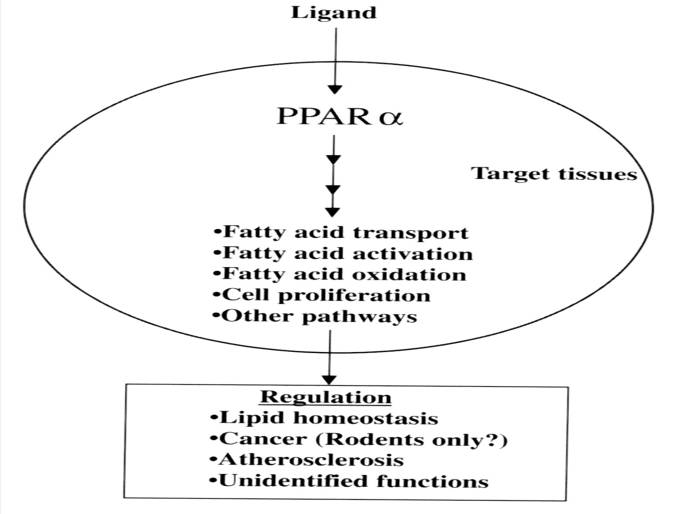 Ligand
PPAR α
Target tissues
•Fatty acid transport
•Fatty acid activation
•Fatty acid oxidation
•Cell proliferation
•Other pathways
Regulation
•Lipid homeostasis
•Cancer (Rodents only?)
•Atherosclerosis
•Unidentified functions